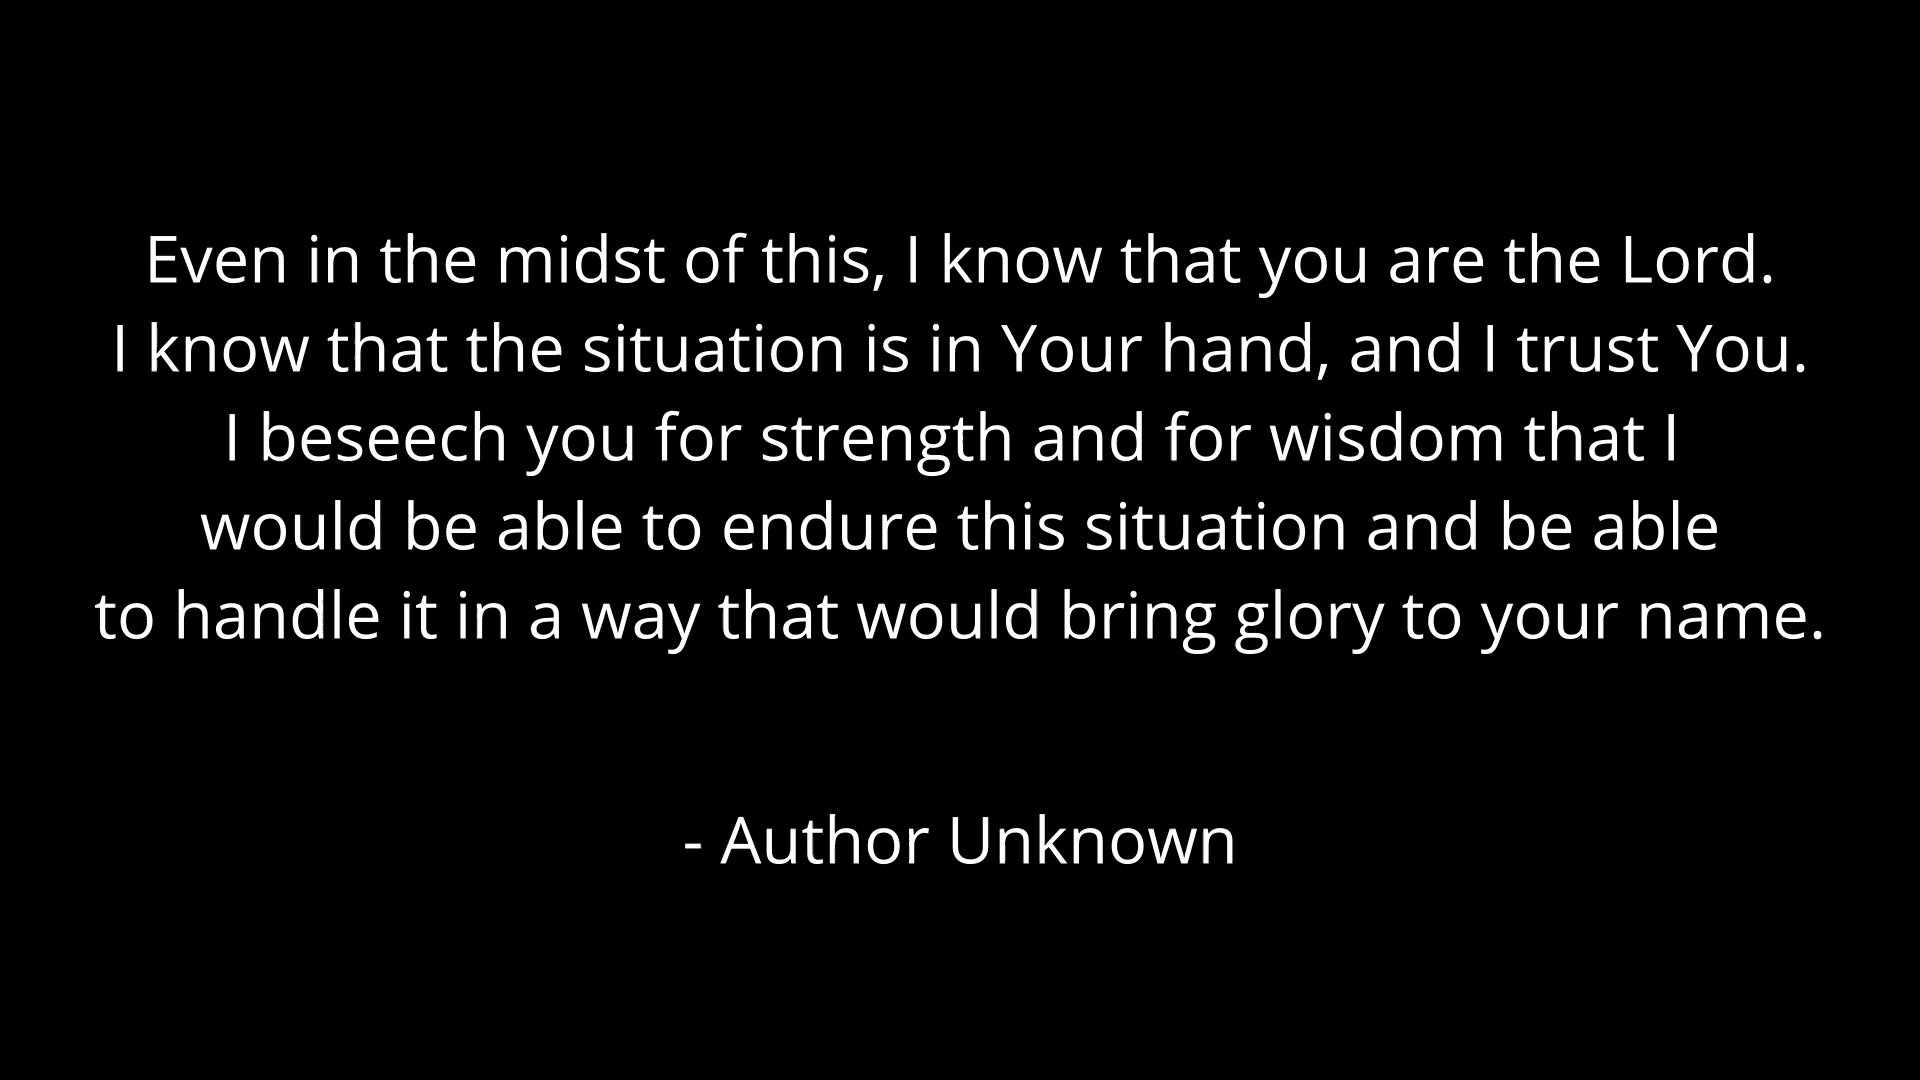 Even in the midst of this, I know that you are the Lord.
I know that the situation is in Your hand, and I trust You.
I beseech you for strength and for wisdom that I
would be able to endure this situation and be able
to handle it in a way that would bring glory to your name.
- Author Unknown